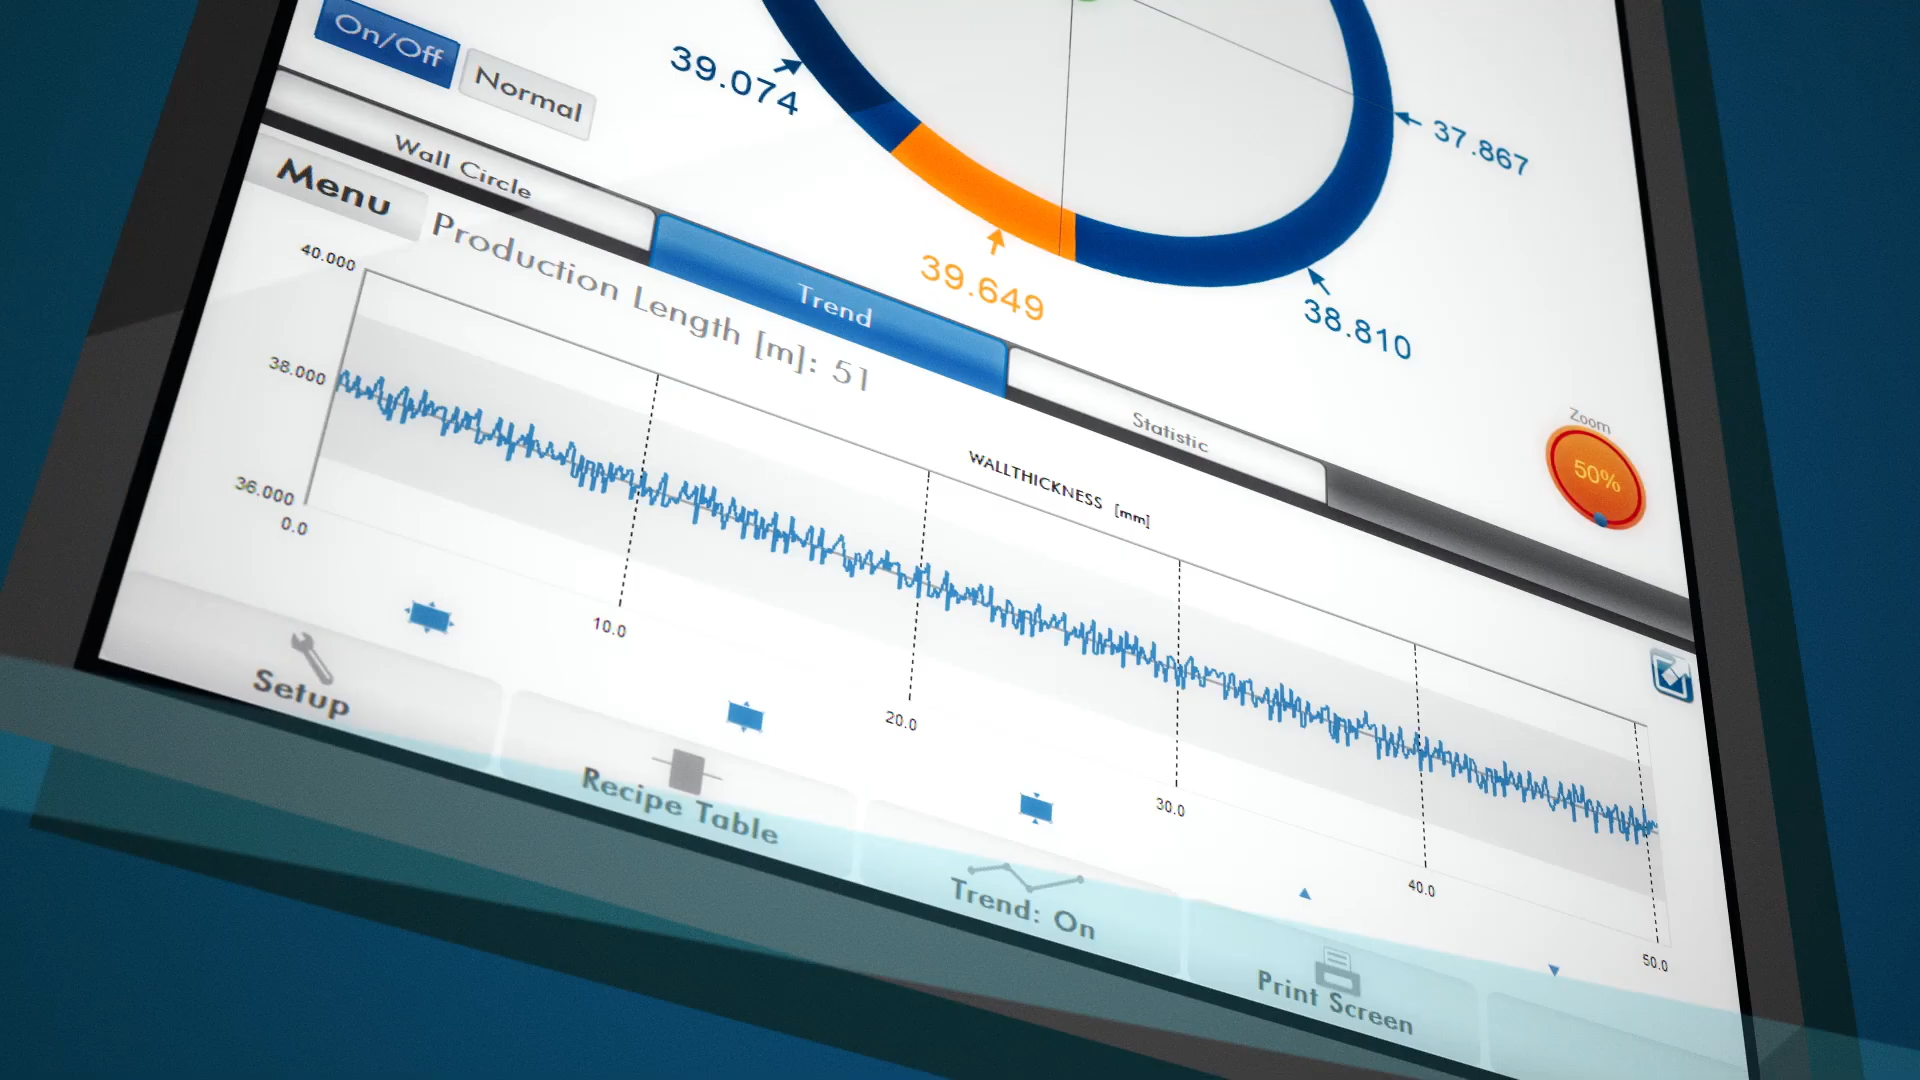 On/Off
Normal
39.074
37.867
39.649
38.810
Wall Circle
Trend
Statistic
Zoom
50%
Menu
Production Length [m]: 51
WALLTHICKNESS [mm]
40.000
38.000
36.000
0.0
10.0
20.0
30.0
40.0
50.0
Setup
Recipe Table
Trend: On
Print Screen